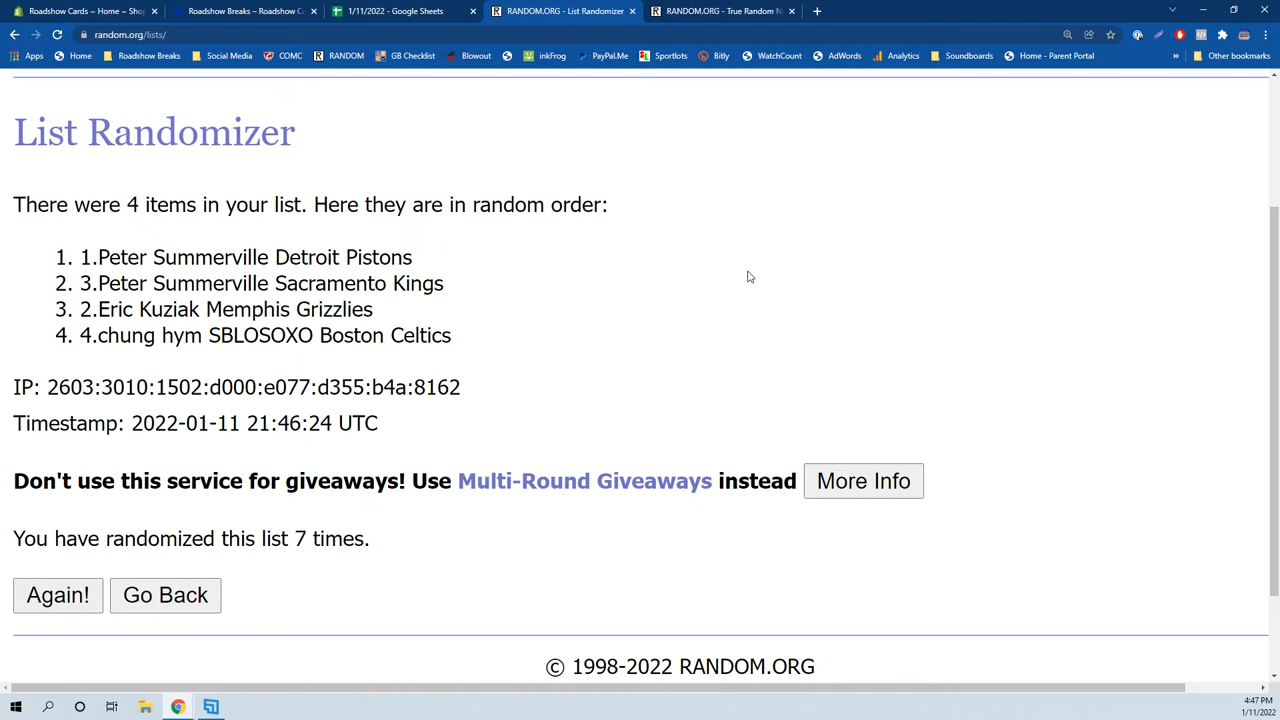 Roadshow Cards ~ Home ~ Shop
Roadshow Breaks – Roadshow C
1/11/2022 - Google Sheets
RANDOM.ORG - List Randomizer
RANDOM.ORG - True Random N
random.org/lists/
Apps
Home
Roadshow Breaks
Social Media
COMC
RANDOM
GB Checklist
Blowout
inkFrog
PayPal.Me
Sportlots
Bitly
WatchCount
AdWords
Analytics
Soundboards
Home - Parent Portal
»
Other bookmarks
List Randomizer
There were 4 items in your list. Here they are in random order:
1. 1.Peter Summerville Detroit Pistons
2. 3.Peter Summerville Sacramento Kings
3. 2.Eric Kuziak Memphis Grizzlies
4. 4.chung hym SBLOSOXO Boston Celtics
IP: 2603:3010:1502:d000:e077:d355:b4a:8162
Timestamp: 2022-01-11 21:46:24 UTC
Don't use this service for giveaways! Use Multi-Round Giveaways instead More Info
You have randomized this list 7 times.
Again! Go Back
© 1998-2022 RANDOM.ORG
4:47 PM
1/11/2022